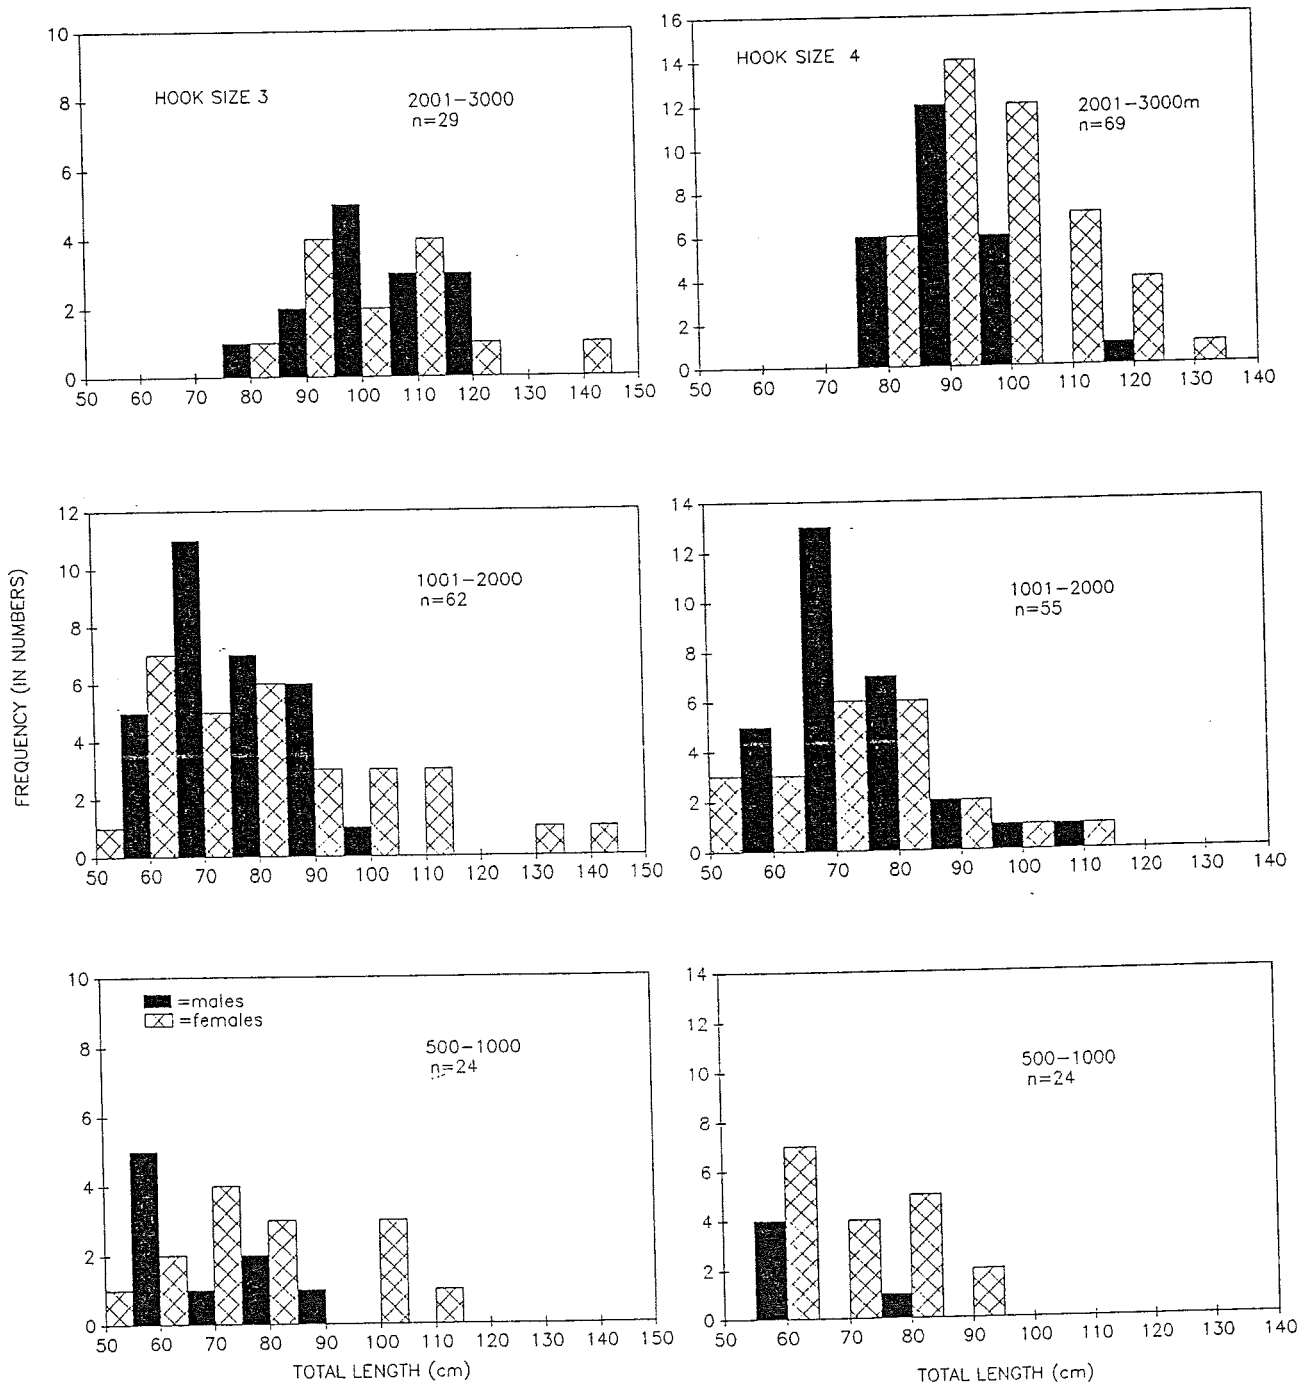 HOOK SIZE 3
2001-3000
n=29
10
8
6
4
2
0
50 60 70 80 90 100 110 120 130 140 150
HOOK SIZE 4
2001-3000m
n=69
16
14
12
10
8
6
4
2
0
50 60 70 80 90 100 110 120 130 140
FREQUENCY (IN NUMBERS)
1001-2000
n=62
12
10
8
6
4
2
0
50 60 70 80 90 100 110 120 130 140 150
1001-2000
n=55
14
12
10
8
6
4
2
0
50 60 70 80 90 100 110 120 130 140
=males
=females
500-1000
n=24
10
8
6
4
2
0
50 60 70 80 90 100 110 120 130 140 150
TOTAL LENGTH (cm)
500-1000
n=24
14
12
10
8
6
4
2
0
50 60 70 80 90 100 110 120 130 140
TOTAL LENGTH (cm)